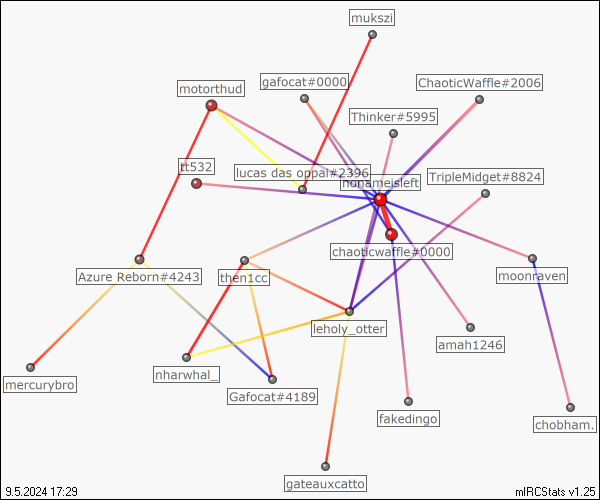 mukszi
gafocat#0000
ChaoticWaffle#2006
motorthud
Thinker#5995
tt532
lucas das oppai#2396
nonameisleft
TripleMidget#8824
chaoticwaffle#0000
Azure Reborn#4243
then1cc
moonraven
leholy_otter
amah1246
nharwhal_
mercurybro
Gafocat#4189
fakedingo
chobham.
gateauxcatto
9.5.2024 17:29
mIRCStats v1.25